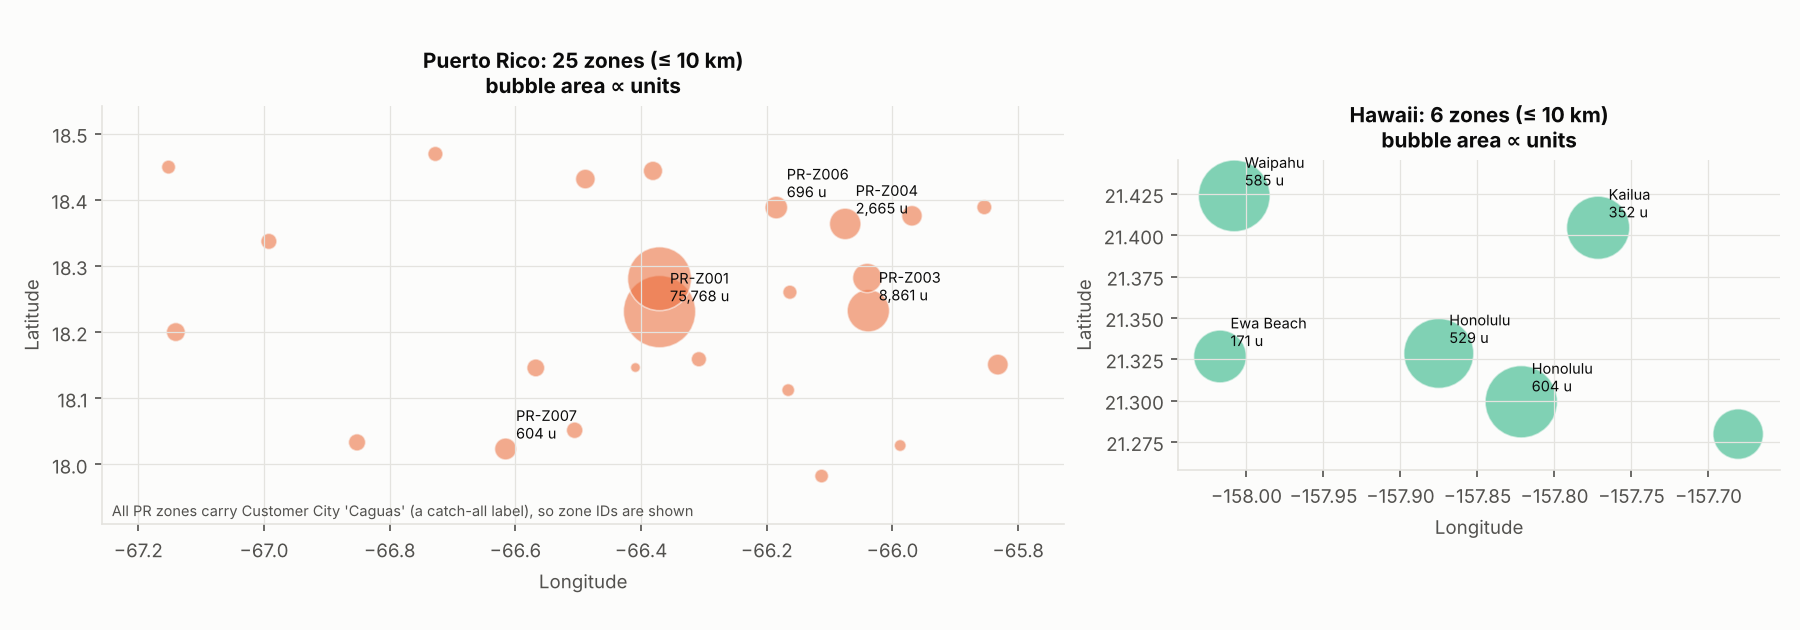 Puerto Rico: 25 zones (≤ 10 km)
bubble area ∝ units
Latitude
18.5
18.4
18.3
18.2
18.1
18.0
PR-Z006
696 u
PR-Z004
2,665 u
PR-Z001
75,768 u
PR-Z003
8,861 u
PR-Z007
604 u
All PR zones carry Customer City 'Caguas' (a catch-all label), so zone IDs are shown
−67.2 −67.0 −66.8 −66.6 −66.4 −66.2 −66.0 −65.8
Longitude
Hawaii: 6 zones (≤ 10 km)
bubble area ∝ units
Latitude
21.425
21.400
21.375
21.350
21.325
21.300
21.275
Waipahu
585 u
Kailua
352 u
Ewa Beach
171 u
Honolulu
529 u
Honolulu
604 u
−158.00 −157.95 −157.90 −157.85 −157.80 −157.75 −157.70
Longitude